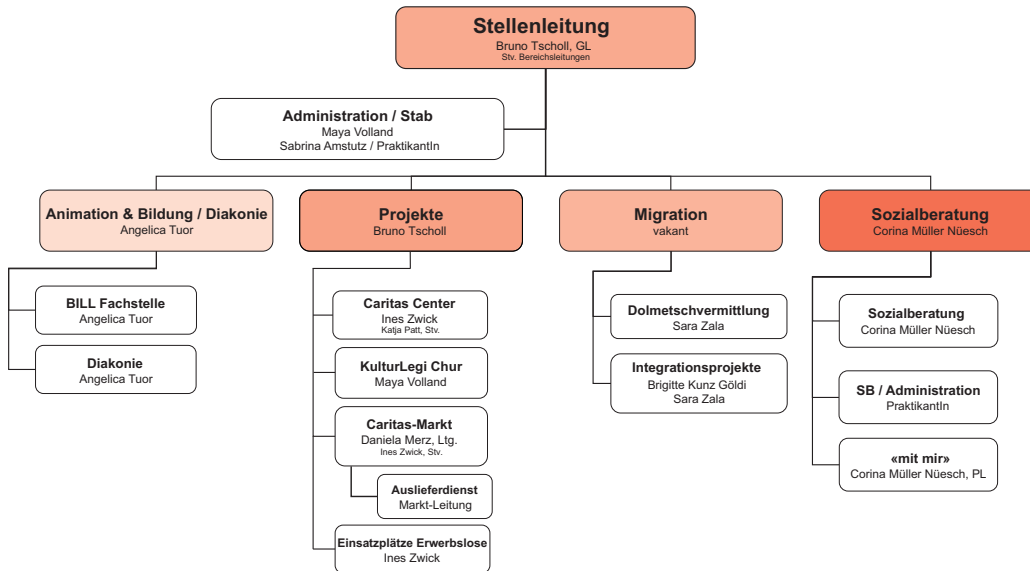 Stellenleitung
Bruno Tscholl, GL
Stv. Bereichsleitungen
Administration / Stab
Maya Volland
Sabrina Amstutz / PraktikantIn
Animation & Bildung / Diakonie
Angelica Tuor
Projekte
Bruno Tscholl
Migration
vakant
Sozialberatung
Corina Müller Nüesch
BILL Fachstelle
Angelica Tuor
Diakonie
Angelica Tuor
Caritas Center
Ines Zwick
Katja Patt, Stv.
KulturLegi Chur
Maya Volland
Caritas-Markt
Daniela Merz, Ltg.
Ines Zwick, Stv.
Auslieferdienst
Markt-Leitung
Einsatzplätze Erwerbslose
Ines Zwick
Dolmetschvermittlung
Sara Zala
Integrationsprojekte
Brigitte Kunz Göldi
Sara Zala
Sozialberatung
Corina Müller Nüesch
SB / Administration
PraktikantIn
«mit mir»
Corina Müller Nüesch, PL